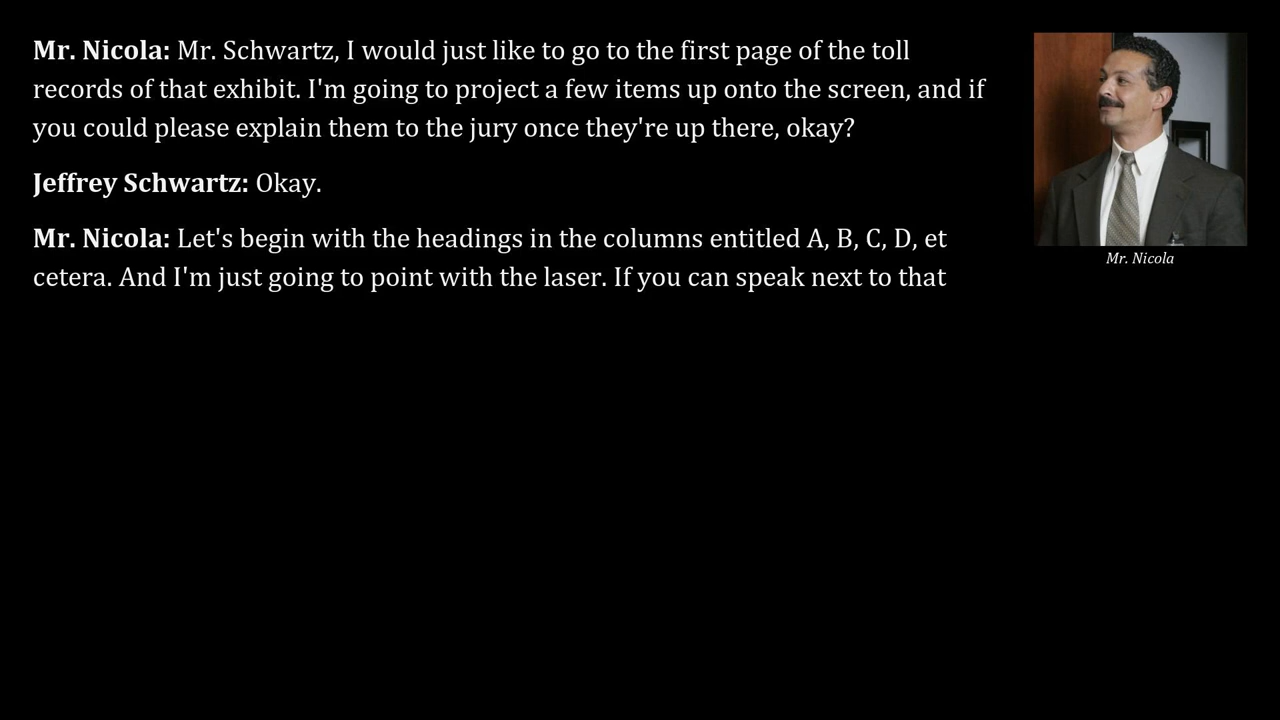 Mr. Nicola: Mr. Schwartz, I would just like to go to the first page of the toll
records of that exhibit. I'm going to project a few items up onto the screen, and if
you could please explain them to the jury once they're up there, okay?
Jeffrey Schwartz: Okay.
Mr. Nicola: Let's begin with the headings in the columns entitled A, B, C, D, et
cetera. And I'm just going to point with the laser. If you can speak next to that
Mr. Nicola